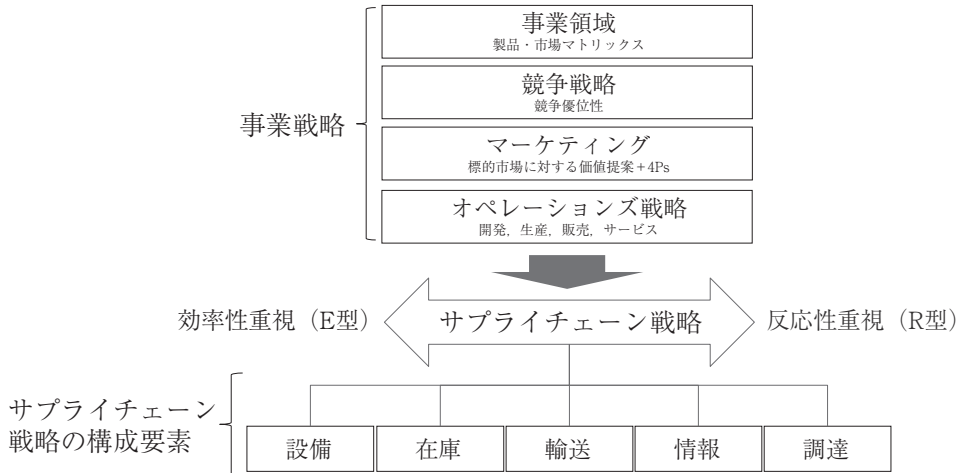 事業領域
製品・市場マトリックス
競争戦略
競争優位性
事業戦略
マーケティング
標的市場に対する価値提案+4Ps
オペレーションズ戦略
開発，生産，販売，サービス
効率性重視（E型）
サプライチェーン戦略
反応性重視（R型）
サプライチェーン
戦略の構成要素
設備
在庫
輸送
情報
調達